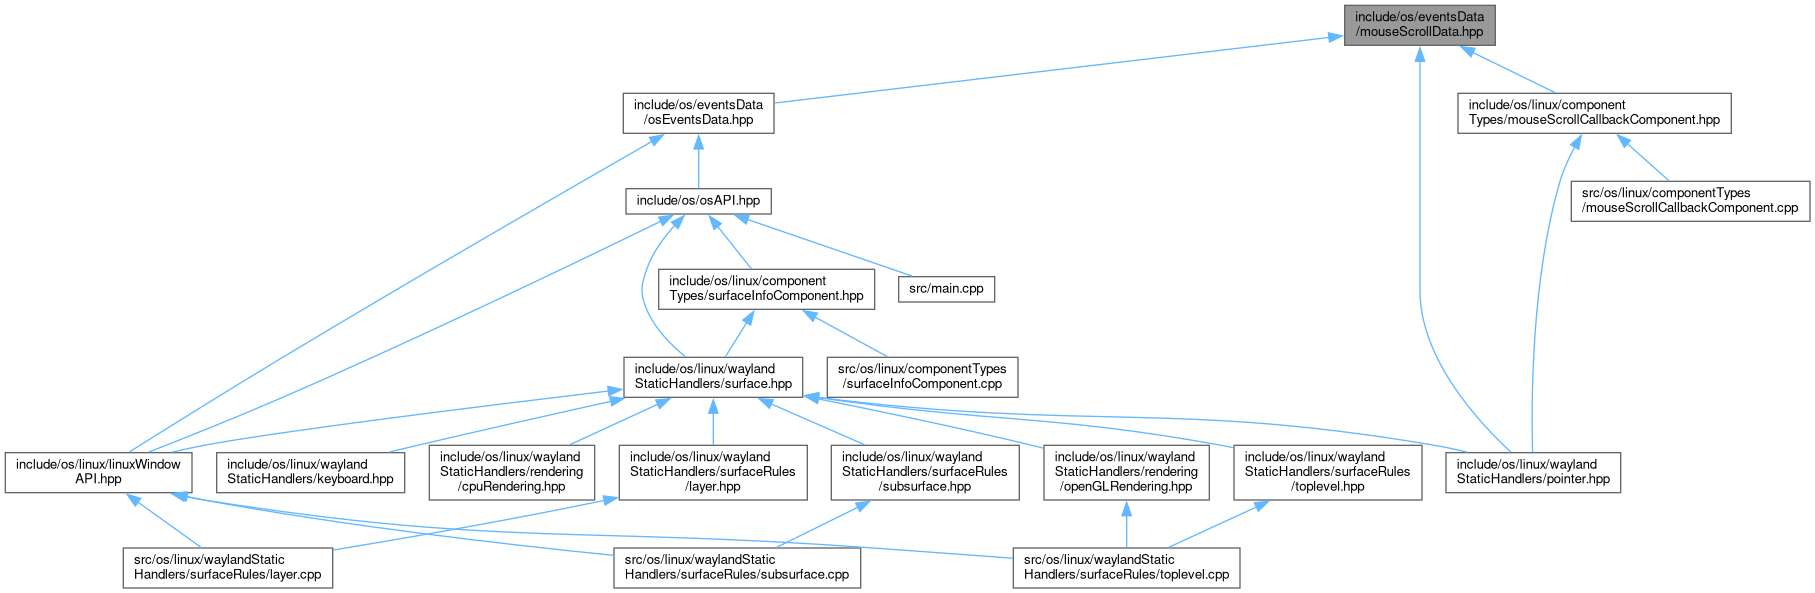 include/os/eventsData
/mouseScrollData.hpp
include/os/eventsData
/osEventsData.hpp
include/os/linux/component
Types/mouseScrollCallbackComponent.hpp
include/os/osAPI.hpp
src/os/linux/componentTypes
/mouseScrollCallbackComponent.cpp
include/os/linux/component
Types/surfaceInfoComponent.hpp
src/main.cpp
include/os/linux/wayland
StaticHandlers/surface.hpp
src/os/linux/componentTypes
/surfaceInfoComponent.cpp
include/os/linux/linuxWindow
API.hpp
include/os/linux/wayland
StaticHandlers/keyboard.hpp
include/os/linux/wayland
StaticHandlers/rendering
/cpuRendering.hpp
include/os/linux/wayland
StaticHandlers/surfaceRules
/layer.hpp
include/os/linux/wayland
StaticHandlers/surfaceRules
/subsurface.hpp
include/os/linux/wayland
StaticHandlers/rendering
/openGLRendering.hpp
include/os/linux/wayland
StaticHandlers/surfaceRules
/toplevel.hpp
include/os/linux/wayland
StaticHandlers/pointer.hpp
src/os/linux/waylandStatic
Handlers/surfaceRules/layer.cpp
src/os/linux/waylandStatic
Handlers/surfaceRules/subsurface.cpp
src/os/linux/waylandStatic
Handlers/surfaceRules/toplevel.cpp